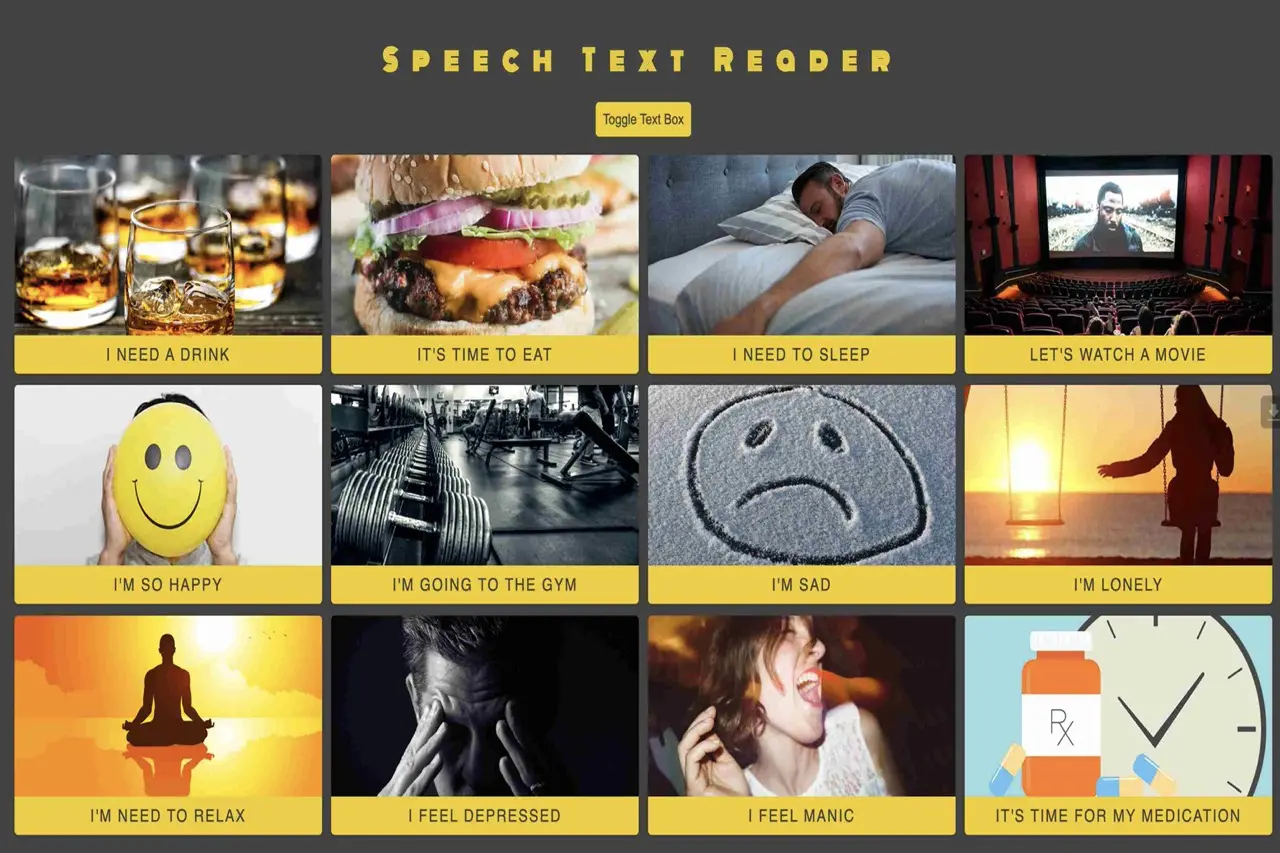 Speech Text Reader
Toggle Text Box
I NEED A DRINK
IT'S TIME TO EAT
I NEED TO SLEEP
LET'S WATCH A MOVIE
I'M SO HAPPY
I'M GOING TO THE GYM
I'M SAD
I'M LONELY
I'M NEED TO RELAX
I FEEL DEPRESSED
I FEEL MANIC
Rx
IT'S TIME FOR MY MEDICATION